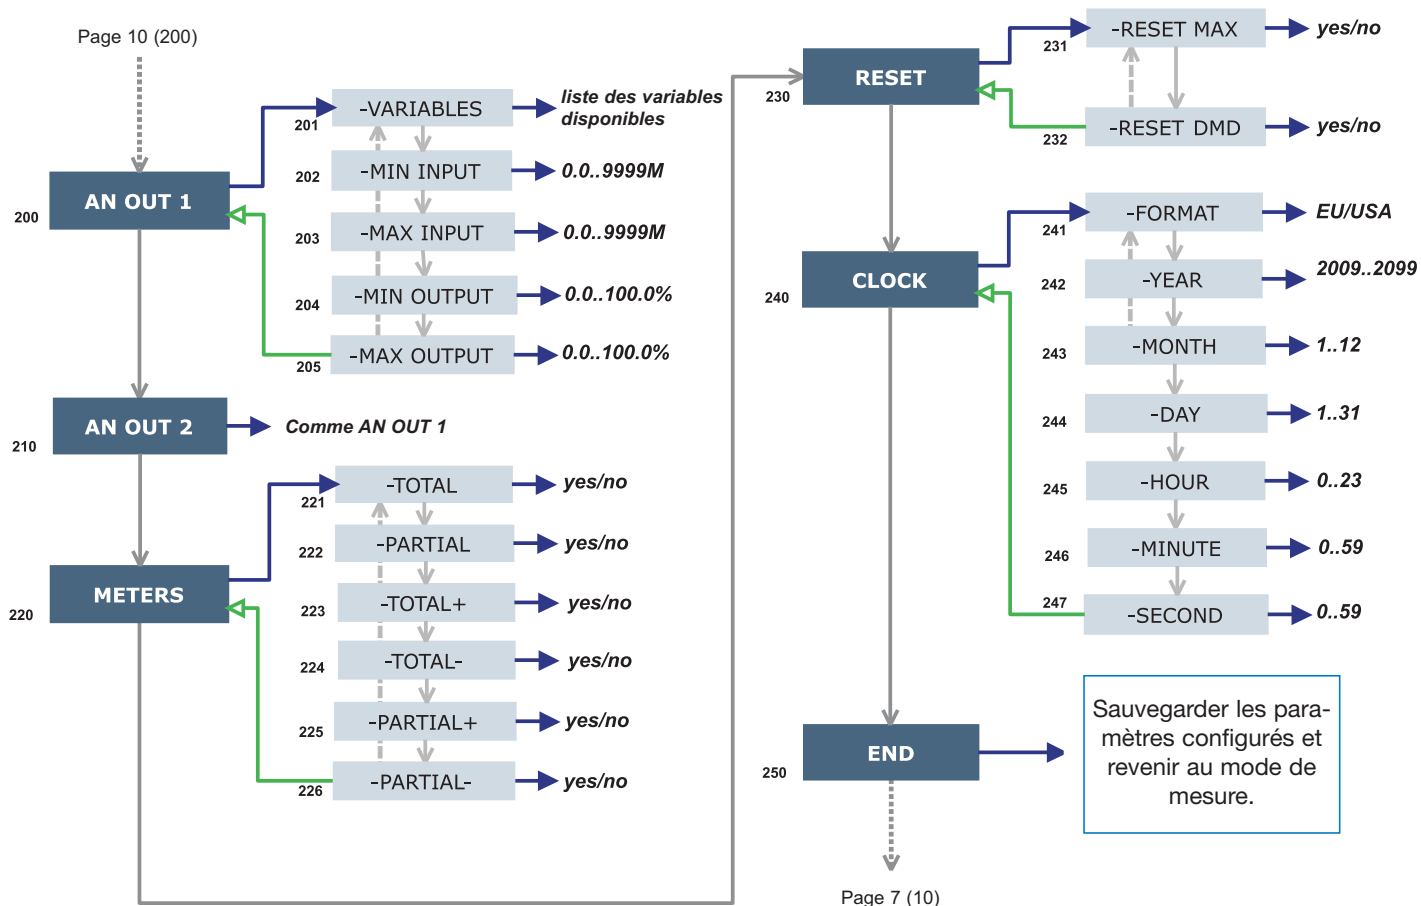 Page 10 (200)
200
AN OUT 1
201
-VARIABLES
liste des variables
disponibles
202
-MIN INPUT
0.0..9999M
203
-MAX INPUT
0.0..9999M
204
-MIN OUTPUT
0.0..100.0%
205
-MAX OUTPUT
0.0..100.0%
210
AN OUT 2
Comme AN OUT 1
220
METERS
221
-TOTAL
yes/no
222
-PARTIAL
yes/no
223
-TOTAL+
yes/no
224
-TOTAL-
yes/no
225
-PARTIAL+
yes/no
226
-PARTIAL-
yes/no
230
RESET
231
-RESET MAX
yes/no
232
-RESET DMD
yes/no
240
CLOCK
241
-FORMAT
EU/USA
242
-YEAR
2009..2099
243
-MONTH
1..12
244
-DAY
1..31
245
-HOUR
0..23
246
-MINUTE
0..59
247
-SECOND
0..59
250
END
Sauvegarder les para-
mètres configurés et
revenir au mode de
mesure.
Page 7 (10)